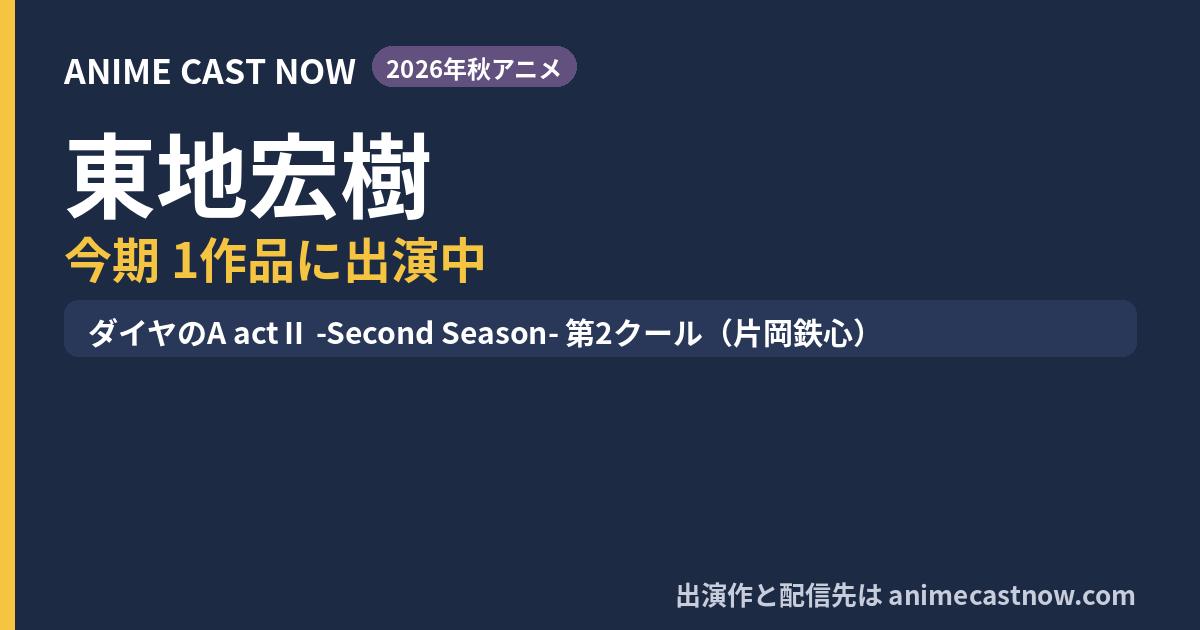 ANIME CAST NOW 2026年秋アニメ
東地宏樹
今期 1作品に出演中
ダイヤのA actⅡ -Second Season- 第2クール（片岡鉄心）
出演作と配信先は animecastnow.com